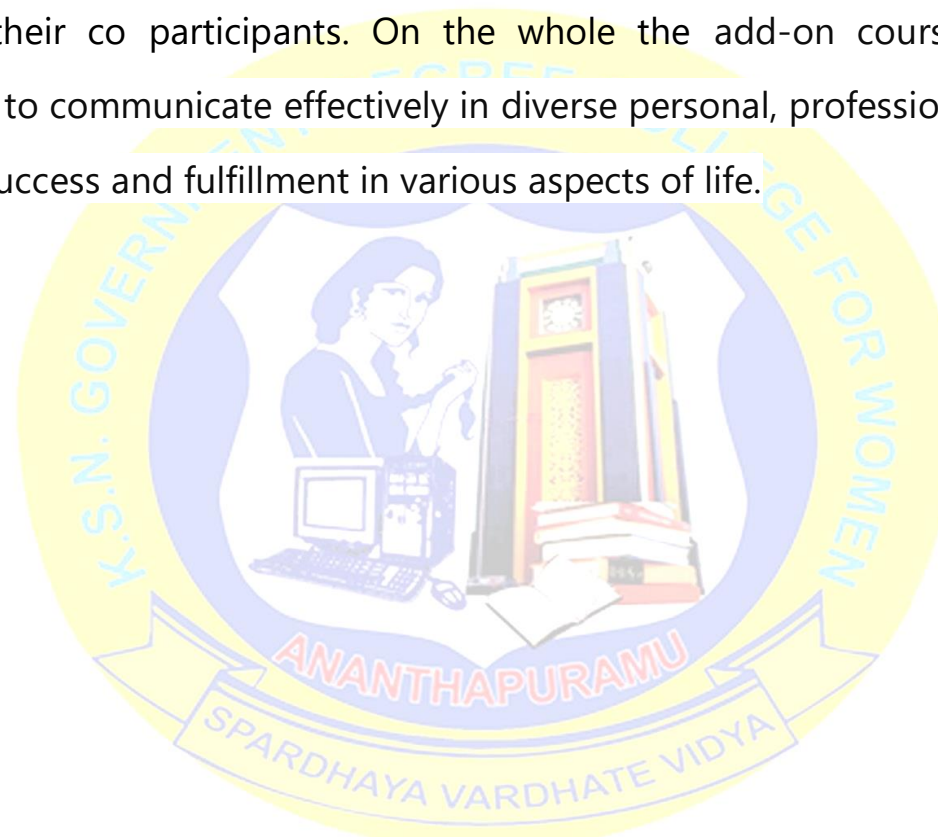 their co participants. On the whole the add-on cours
to communicate effectively in diverse personal, professio
uccess and fulfillment in various aspects of life.
K.S.N. GOVERNMENT DEGREE COLLEGE FOR WOMEN
ANANTHAPURAMU
SPARDHAYA VARDHATE VIDYA